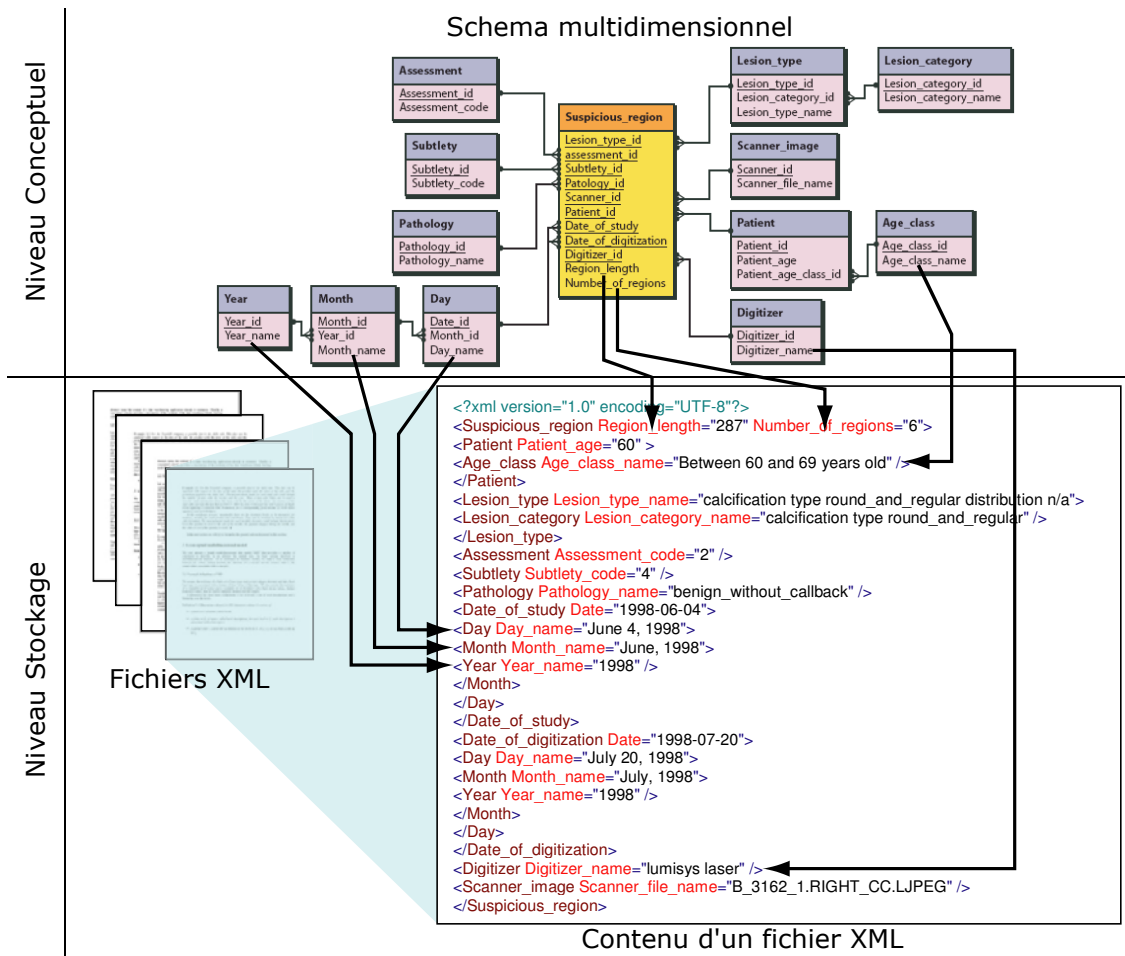 Schema multidimensionnel
Niveau Conceptuel
Assessment
Assessment_id
Assessment_code
Subtlety
Subtlety_id
Subtlety_code
Pathology
Pathology_id
Pathology_name
Year
Year_id
Year_name
Month
Month_id
Year_id
Month_name
Day
Date_id
Month_id
Day_name
Suspicious_region
Lesion_type_id
assessment_id
Subtlety_id
Patology_id
Scanner_id
Patient_id
Date_of_study
Date_of_digitization
Digitizer_id
Region_length
Number_of_regions
Lesion_type
Lesion_type_id
Lesion_category_id
Lesion_type_name
Lesion_category
Lesion_category_id
Lesion_category_name
Scanner_image
Scanner_id
Scanner_file_name
Patient
Patient_id
Patient_age
Patient_age_class_id
Age_class
Age_class_id
Age_class_name
Digitizer
Digitizer_id
Digitizer_name
Niveau Stockage
Fichiers XML
<?xml version="1.0" encoding="UTF-8"?>
<Suspicious_region Region_length="287" Number_of_regions="6">
<Patient Patient_age="60" >
<Age_class Age_class_name="Between 60 and 69 years old" />
</Patient>
<Lesion_type Lesion_type_name="calcification type round_and_regular distribution n/a">
<Lesion_category Lesion_category_name="calcification type round_and_regular" />
</Lesion_type>
<Assessment Assessment_code="2" />
<Subtlety Subtlety_code="4" />
<Pathology Pathology_name="benign_without_callback" />
<Date_of_study Date="1998-06-04">
<Day Day_name="June 4, 1998">
<Month Month_name="June, 1998">
<Year Year_name="1998" />
</Month>
</Day>
</Date_of_study>
<Date_of_digitization Date="1998-07-20">
<Day Day_name="July 20, 1998">
<Month Month_name="July, 1998">
<Year Year_name="1998" />
</Month>
</Day>
</Date_of_digitization>
<Digitizer Digitizer_name="lumisys laser" />
<Scanner_image Scanner_file_name="B_3162_1.RIGHT_CC.LJPEG" />
</Suspicious_region>
Contenu d'un fichier XML